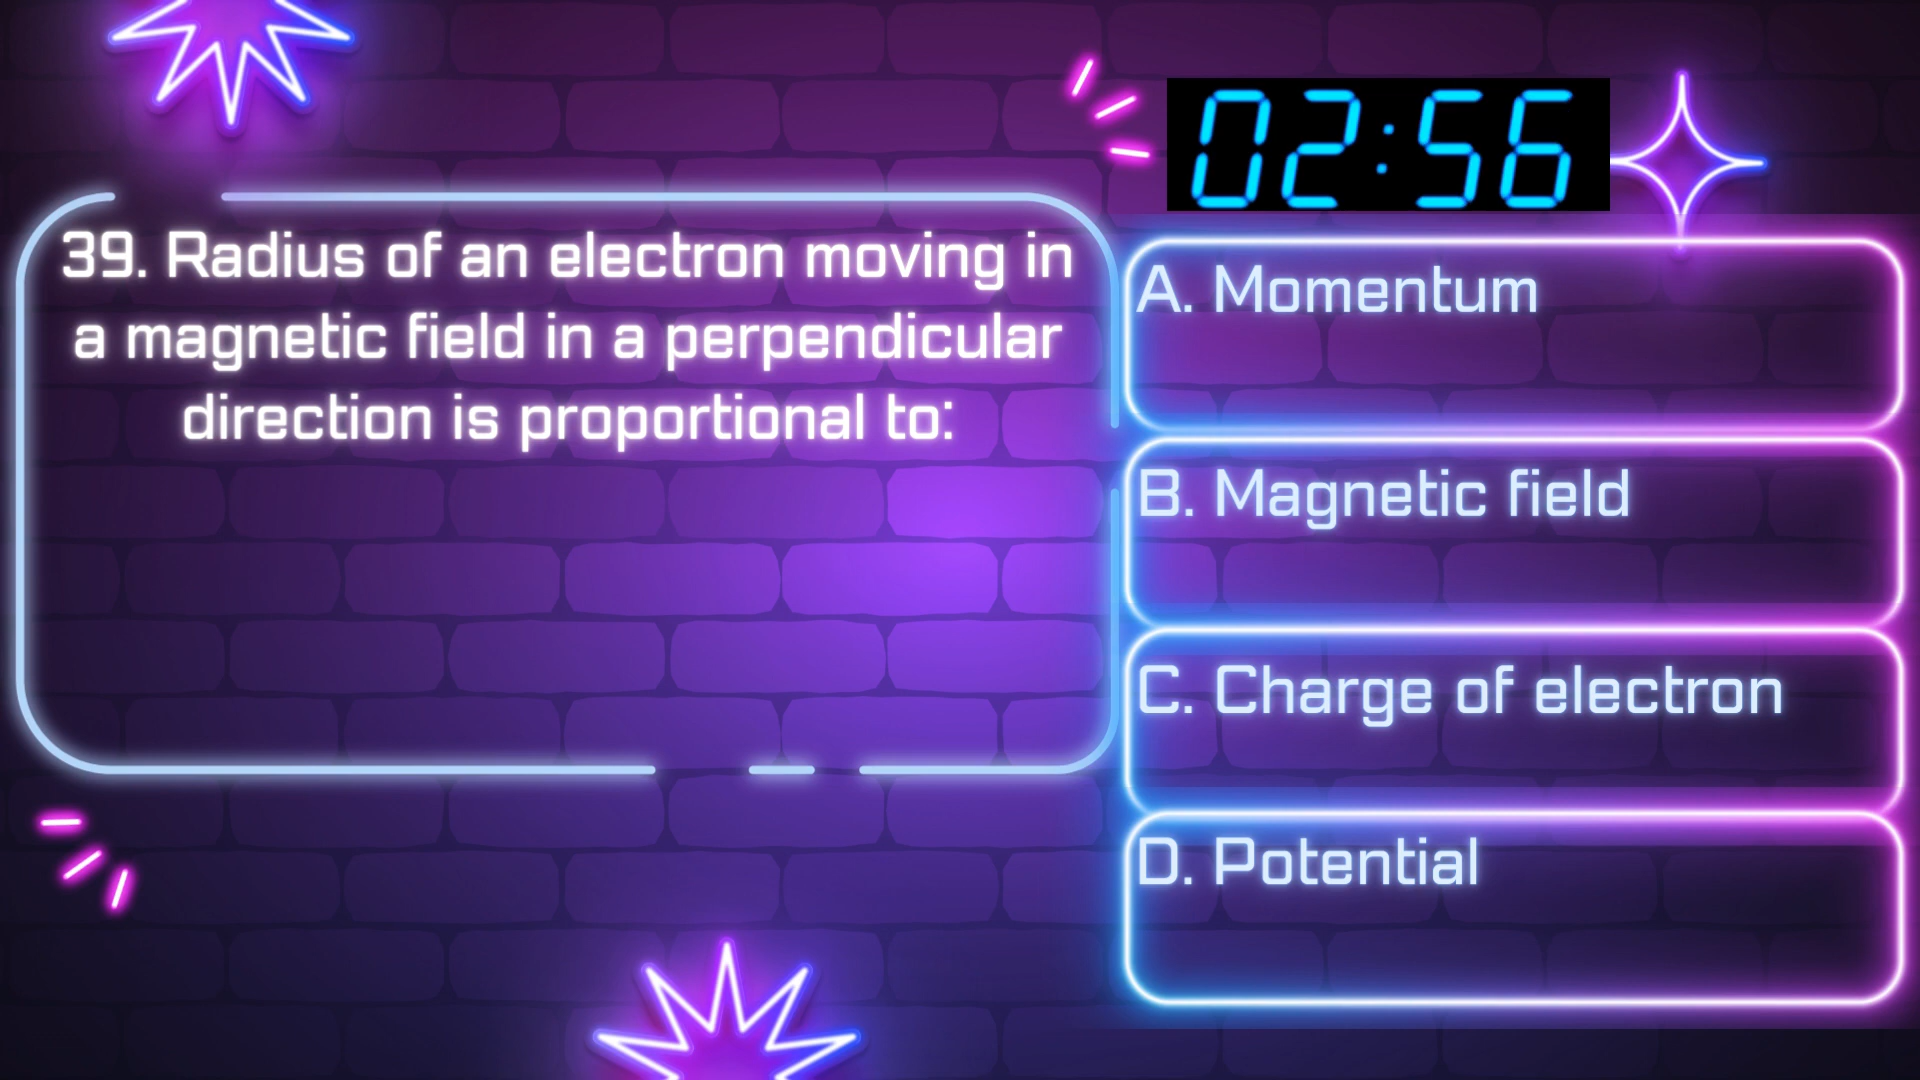 02:56
39. Radius of an electron moving in
a magnetic field in a perpendicular
direction is proportional to:
A. Momentum
B. Magnetic field
C. Charge of electron
D. Potential